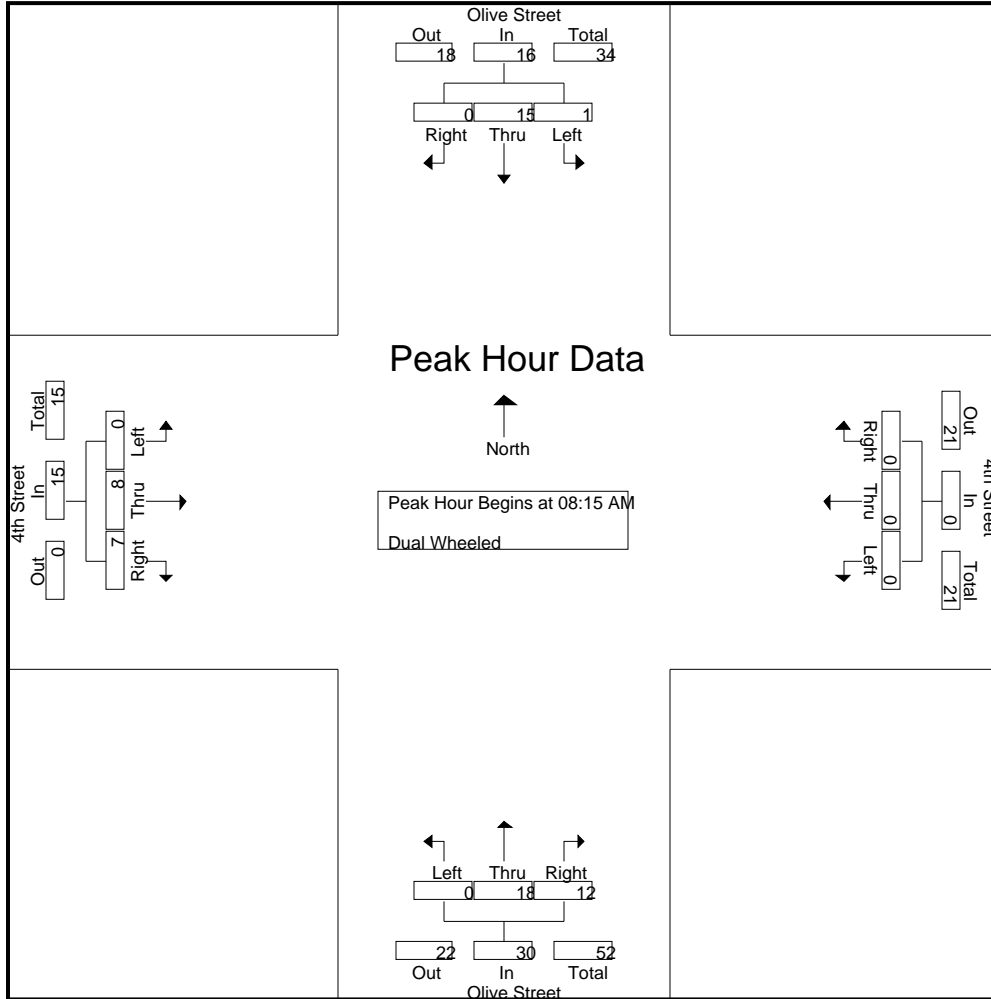 Olive Street
Out In Total
18 16 34
0 15 1
Right Thru Left
Peak Hour Data
North
Peak Hour Begins at 08:15 AM
Dual Wheeled
4th Street
Out In Total
0 15 15
7 8 0
Right Thru Left
4th Street
Out In Total
21 0 21
0 0 0
Right Thru Left
Left Thru Right
0 18 12
22 30 52
Out In Total
Olive Street